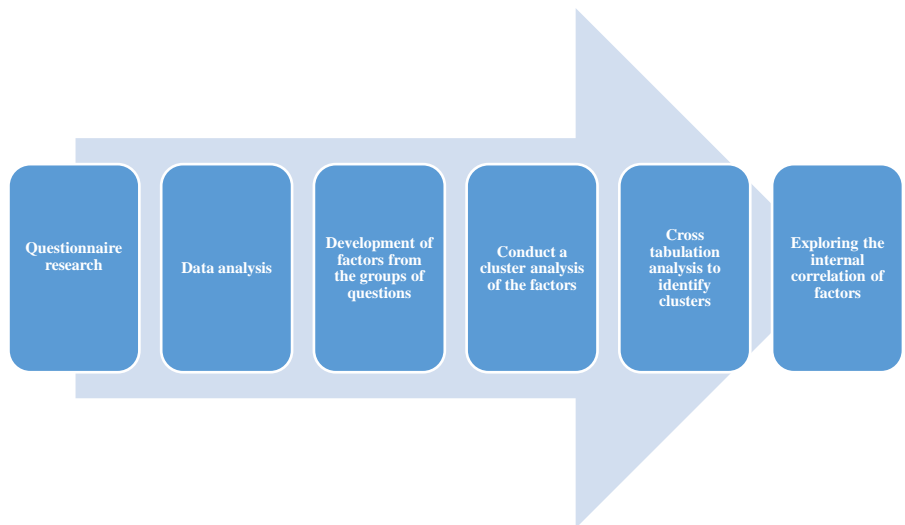 Questionnaire
research
Data analysis
Development of
factors from
the groups of
questions
Conduct a
cluster analysis
of the factors
Cross
tabulation
analysis to
identify
clusters
Exploring the
internal
correlation of
factors